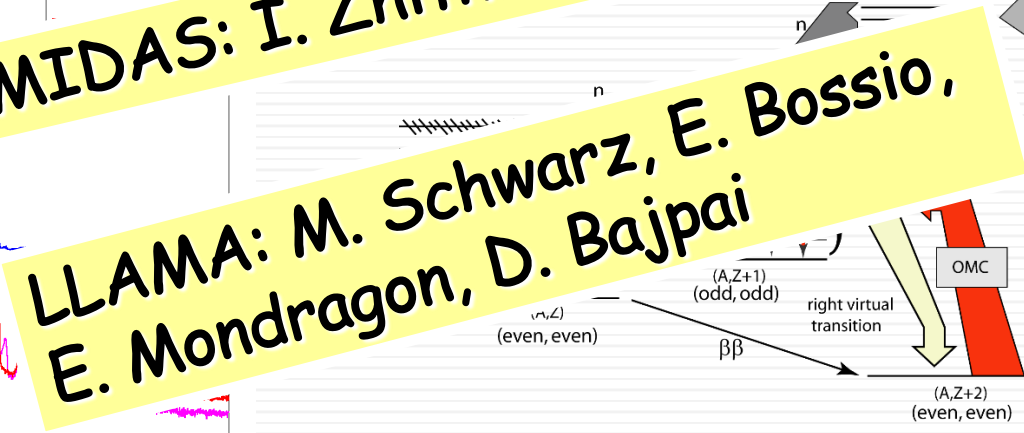 MIDAS: I.
n
n
LLAMA: M. Schwarz, E. Bossio,
E. Mondragon, D. Bajpai
(A,Z+1)
(odd, odd)
OMC
right virtual
transition
(A,Z)
(even, even)
ββ
(A,Z+2)
(even, even)